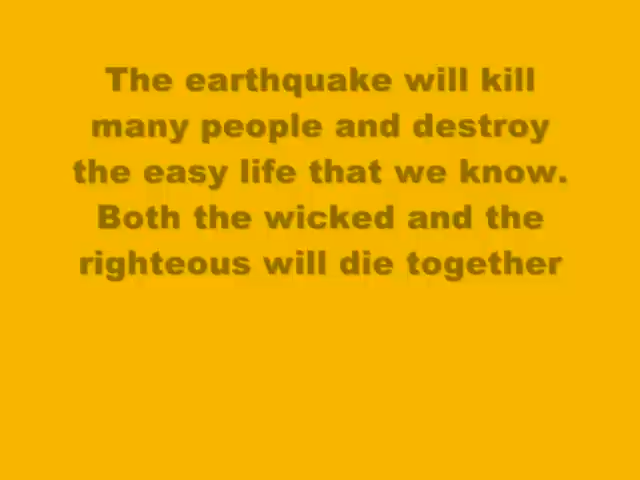 The earthquake will kill
many people and destroy
the easy life that we know.
Both the wicked and the
righteous will die together